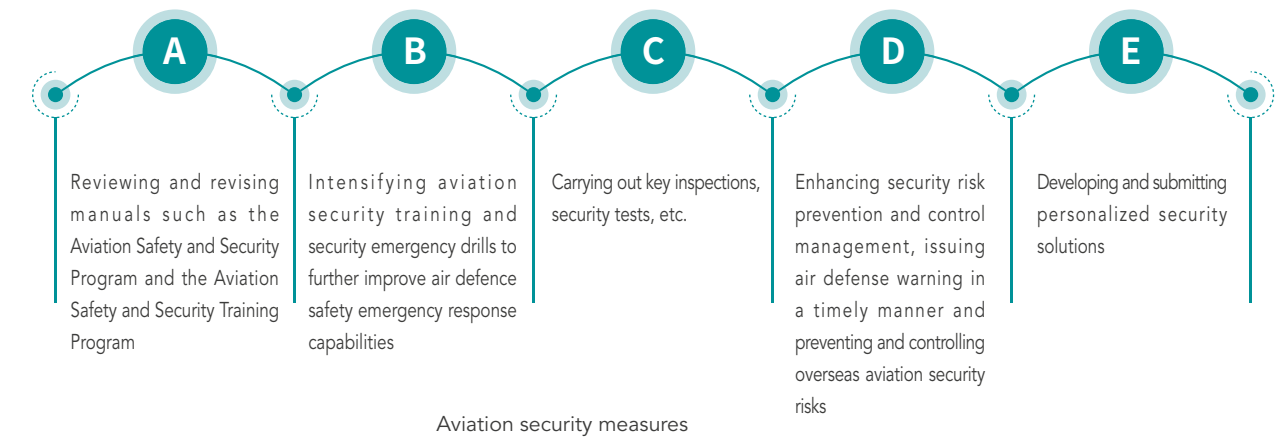 A
Reviewing and revising
manuals such as the
Aviation Safety and Security
Program and the Aviation
Safety and Security Training
Program
B
Intensifying aviation
security training and
security emergency drills to
further improve air defence
safety emergency response
capabilities
C
Carrying out key inspections,
security tests, etc.
D
Enhancing security risk
prevention and control
management, issuing
air defense warning in
a timely manner and
preventing and controlling
overseas aviation security
risks
E
Developing and submitting
personalized security
solutions
Aviation security measures